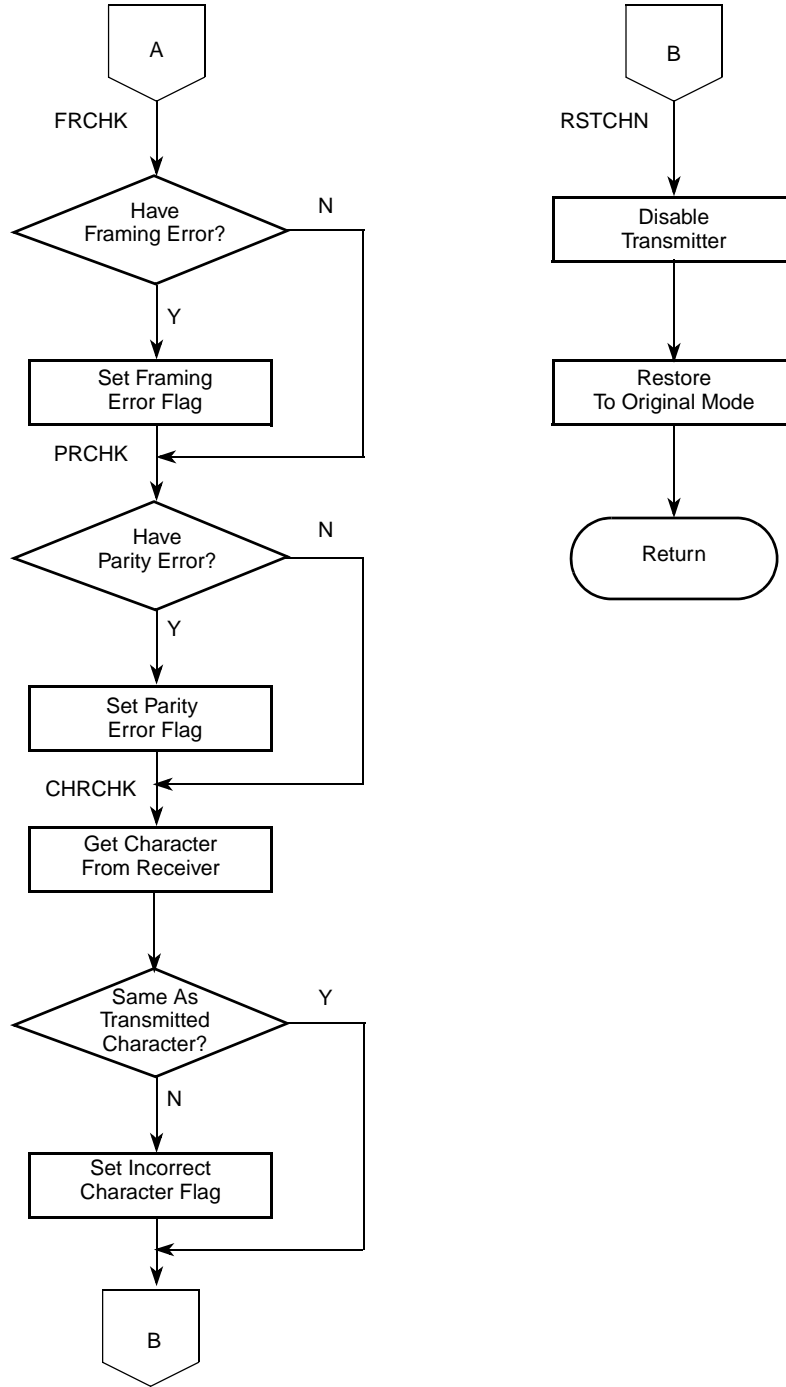 A
FRCHK
Have
Framing Error?
N
Y
Set Framing
Error Flag
PRCHK
Have
Parity Error?
N
Y
Set Parity
Error Flag
CHRCHK
Get Character
From Receiver
Same As
Transmitted
Character?
Y
N
Set Incorrect
Character Flag
B
B
RSTCHN
Disable
Transmitter
Restore
To Original Mode
Return